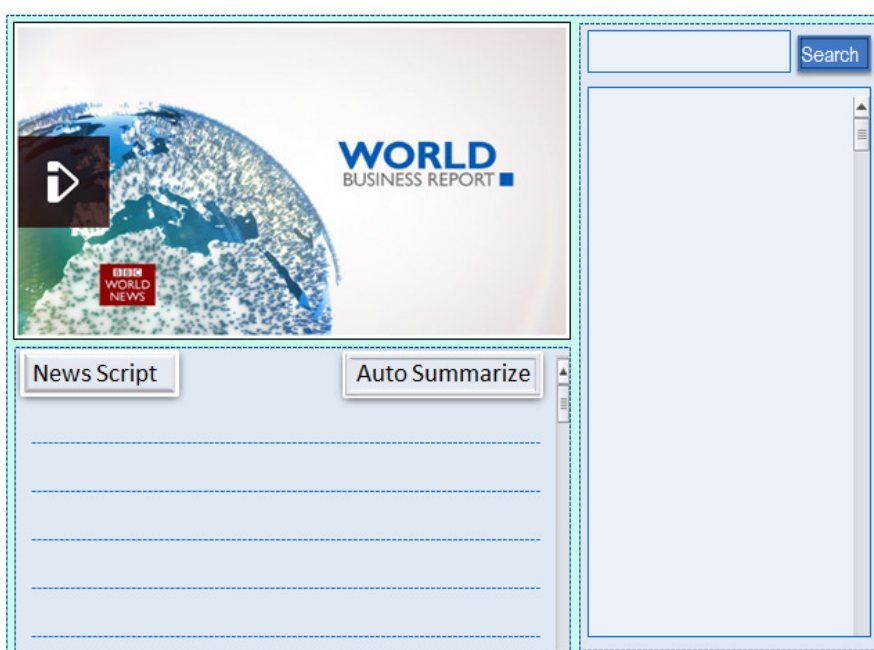 WORLD
BUSINESS REPORT
BBC
WORLD
NEWS
Search
News Script
Auto Summarize